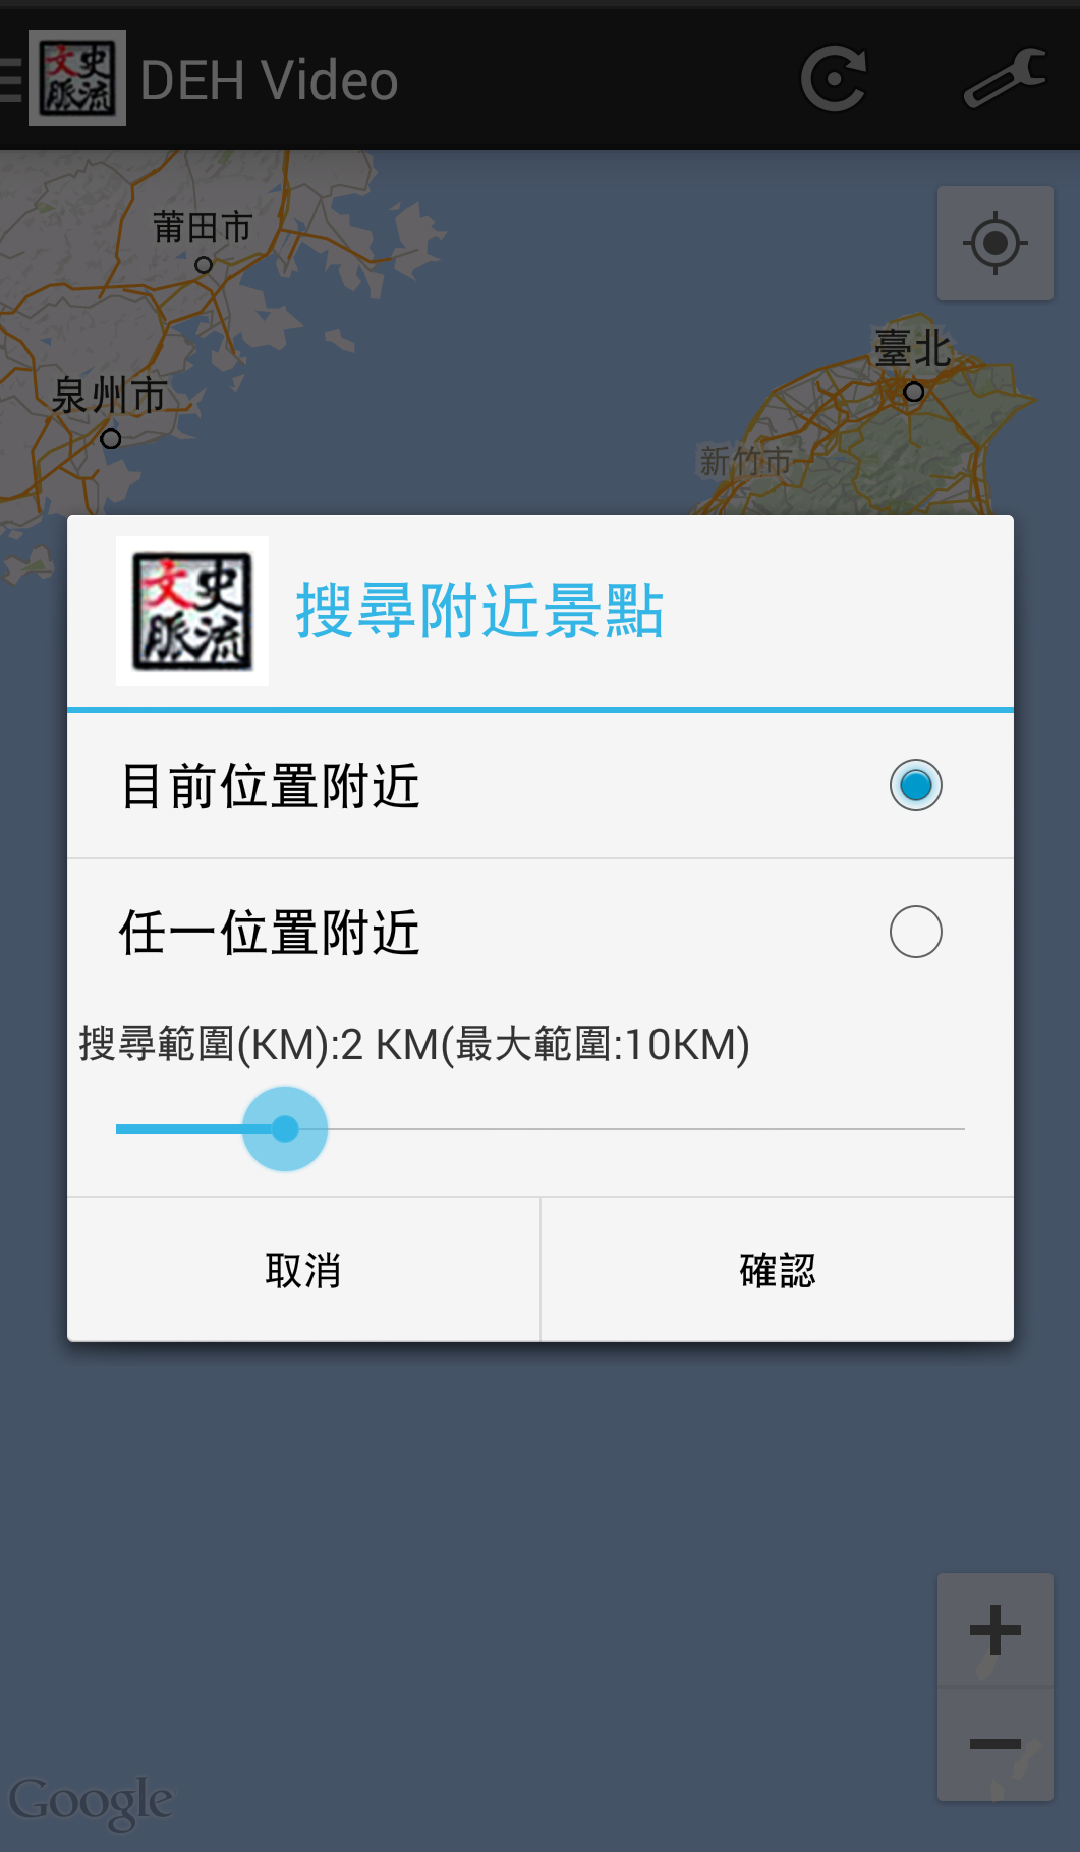 文史
脈流
DEH Video
莆田市
臺北
泉州市
新竹市
文史
脈流
搜尋附近景點
目前位置附近
任一位置附近
搜尋範圍(KM):2 KM(最大範圍:10KM)
取消
確認
Google